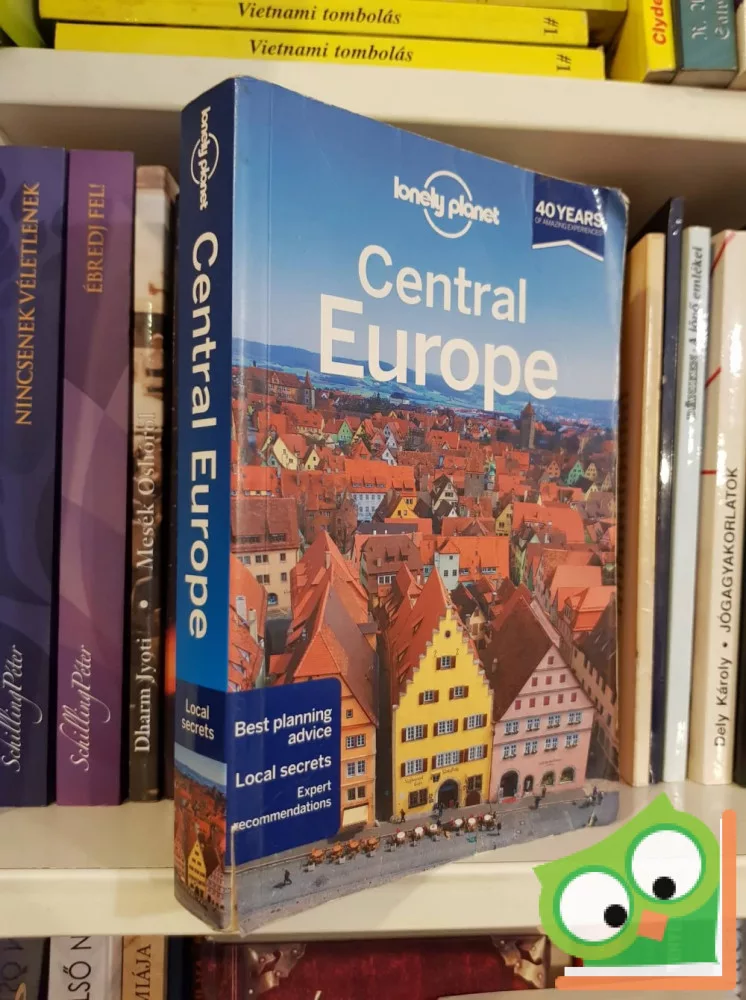 Vietnami tombolás
#1
Vietnami tombolás
#1
Clyde
NINCSENEK VÉLETLENEK
Schilling Péter
ÉBREDJ FEL!
Schilling Péter
Dharm Jyoti •
lonely planet
Central Europe
Local
secrets
lonely planet
40 YEARS
OF AMAZING EXPERIENCES
Central
Europe
Best planning
advice
Local secrets
Expert
recommendations
Dely Károly • JÓGAGYAKORLATOK